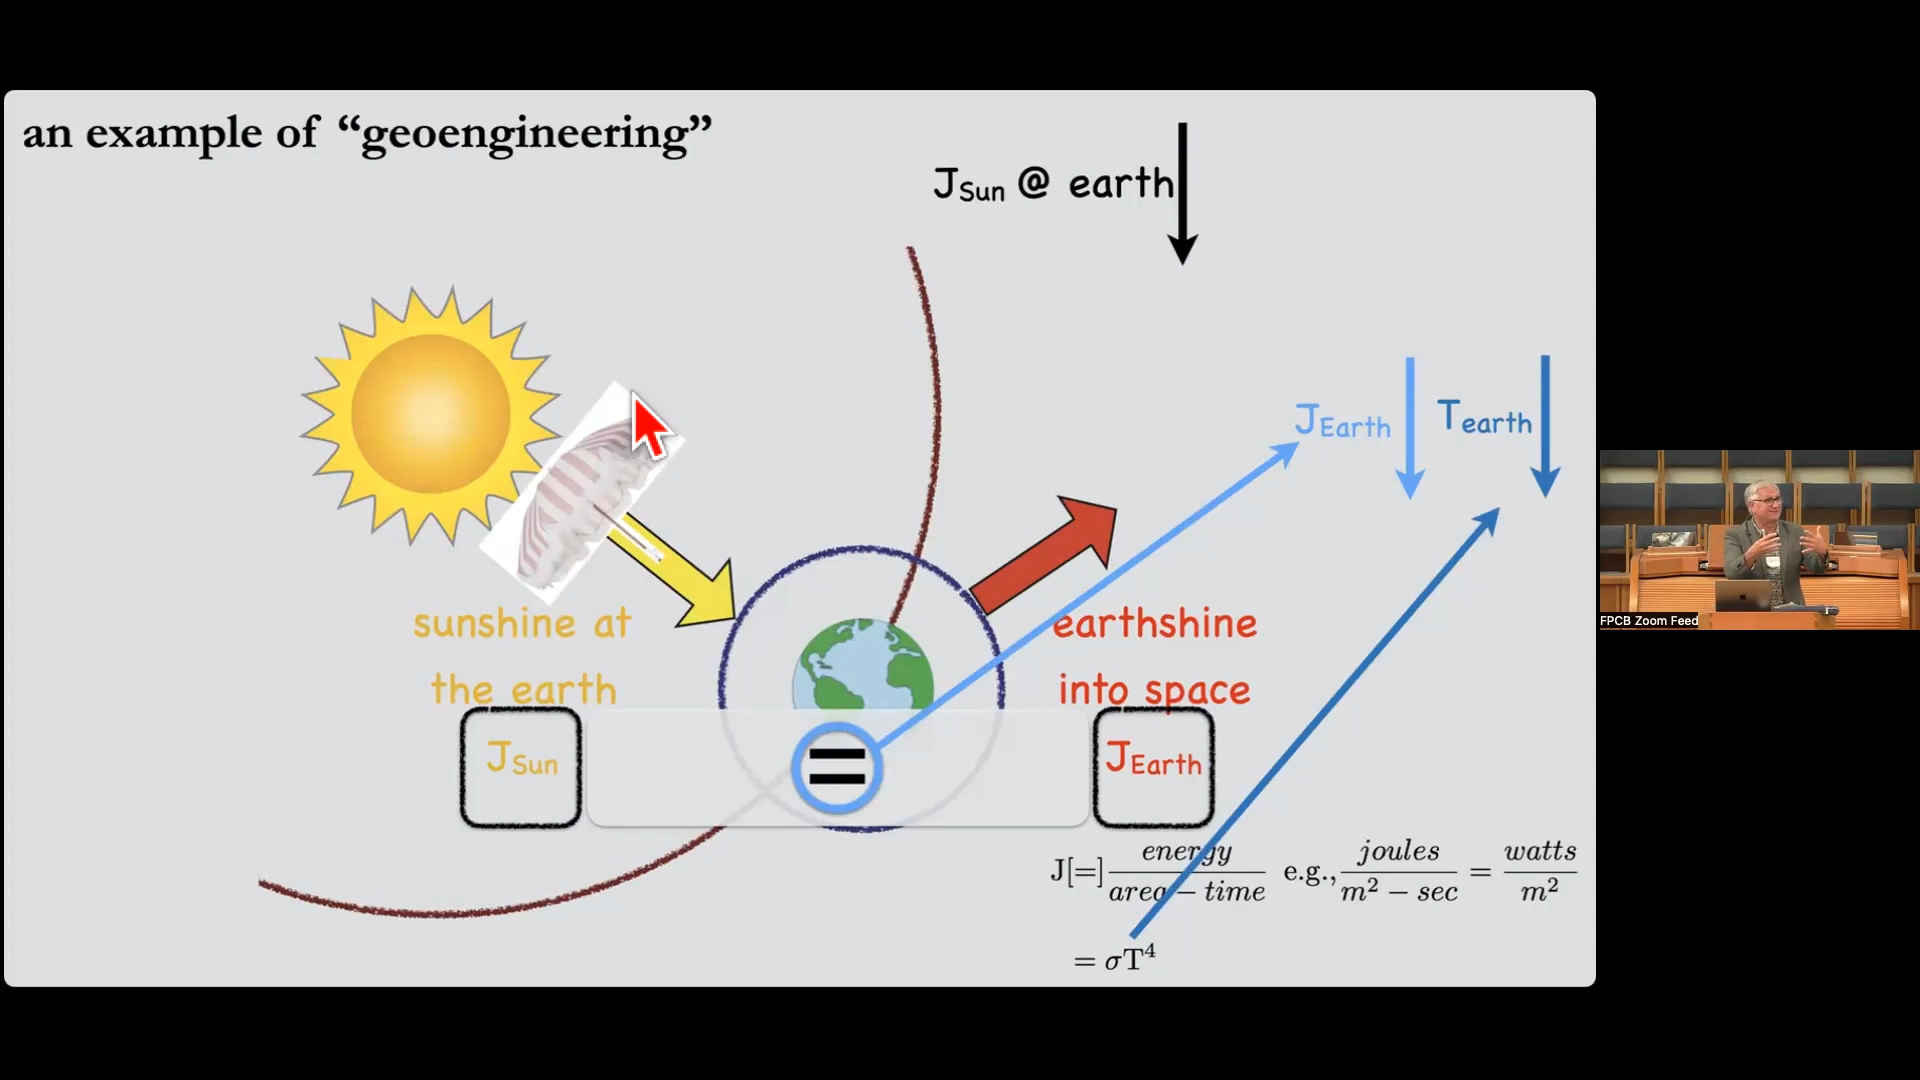 an example of “geoengineering”
JSun @ earth
JEarth
Tearth
sunshine at
the earth
earthshine
into space
JSun
=
JEarth
J[=] energy / area − time e.g., joules / m² − sec = watts / m²
= σT⁴
FPCB Zoom Feed